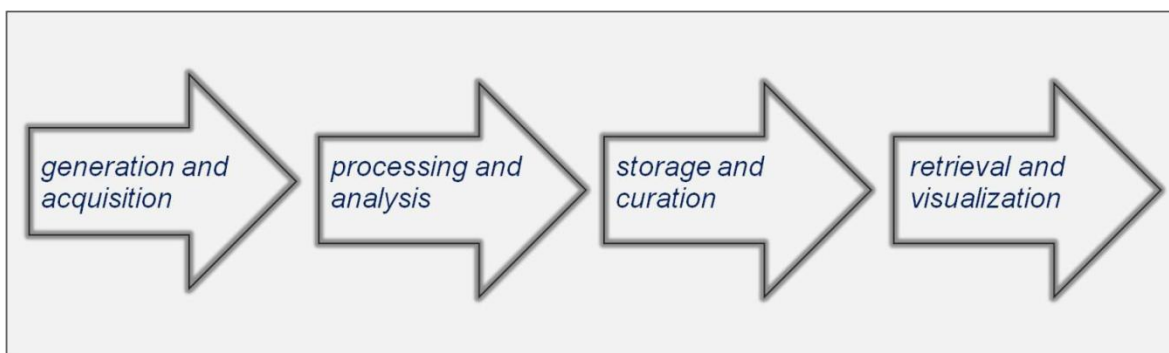 generation and
acquisition
processing and
analysis
storage and
curation
retrieval and
visualization